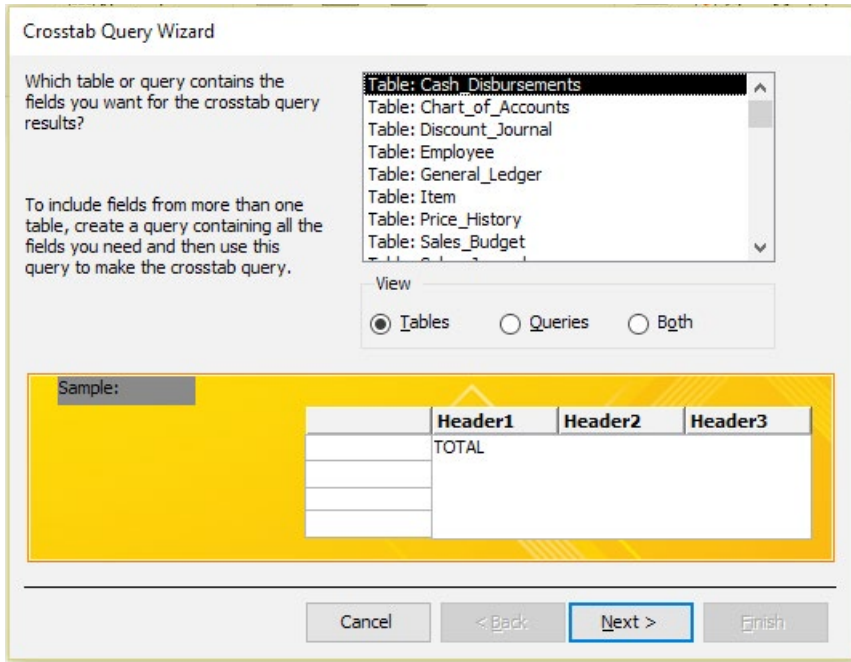 Crosstab Query Wizard
Which table or query contains the
fields you want for the crosstab query
results?
To include fields from more than one
table, create a query containing all the
fields you need and then use this
query to make the crosstab query.
Table: Cash_Disbursements
Table: Chart_of_Accounts
Table: Discount_Journal
Table: Employee
Table: General_Ledger
Table: Item
Table: Price_History
Table: Sales_Budget
View
Tables Queries Both
Sample:
Header1 Header2 Header3
TOTAL
Cancel < Back Next > Finish